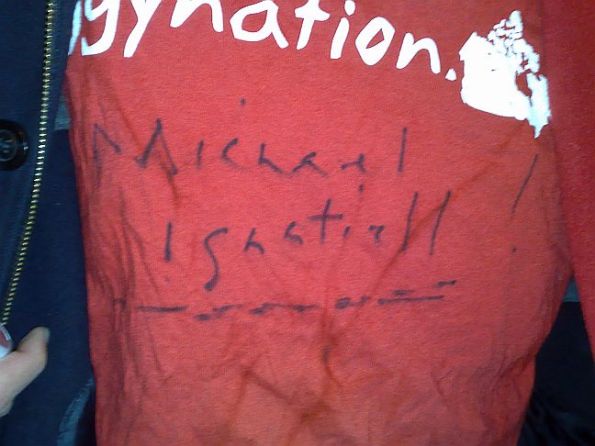 gynation.
Michael
Ignatieff !